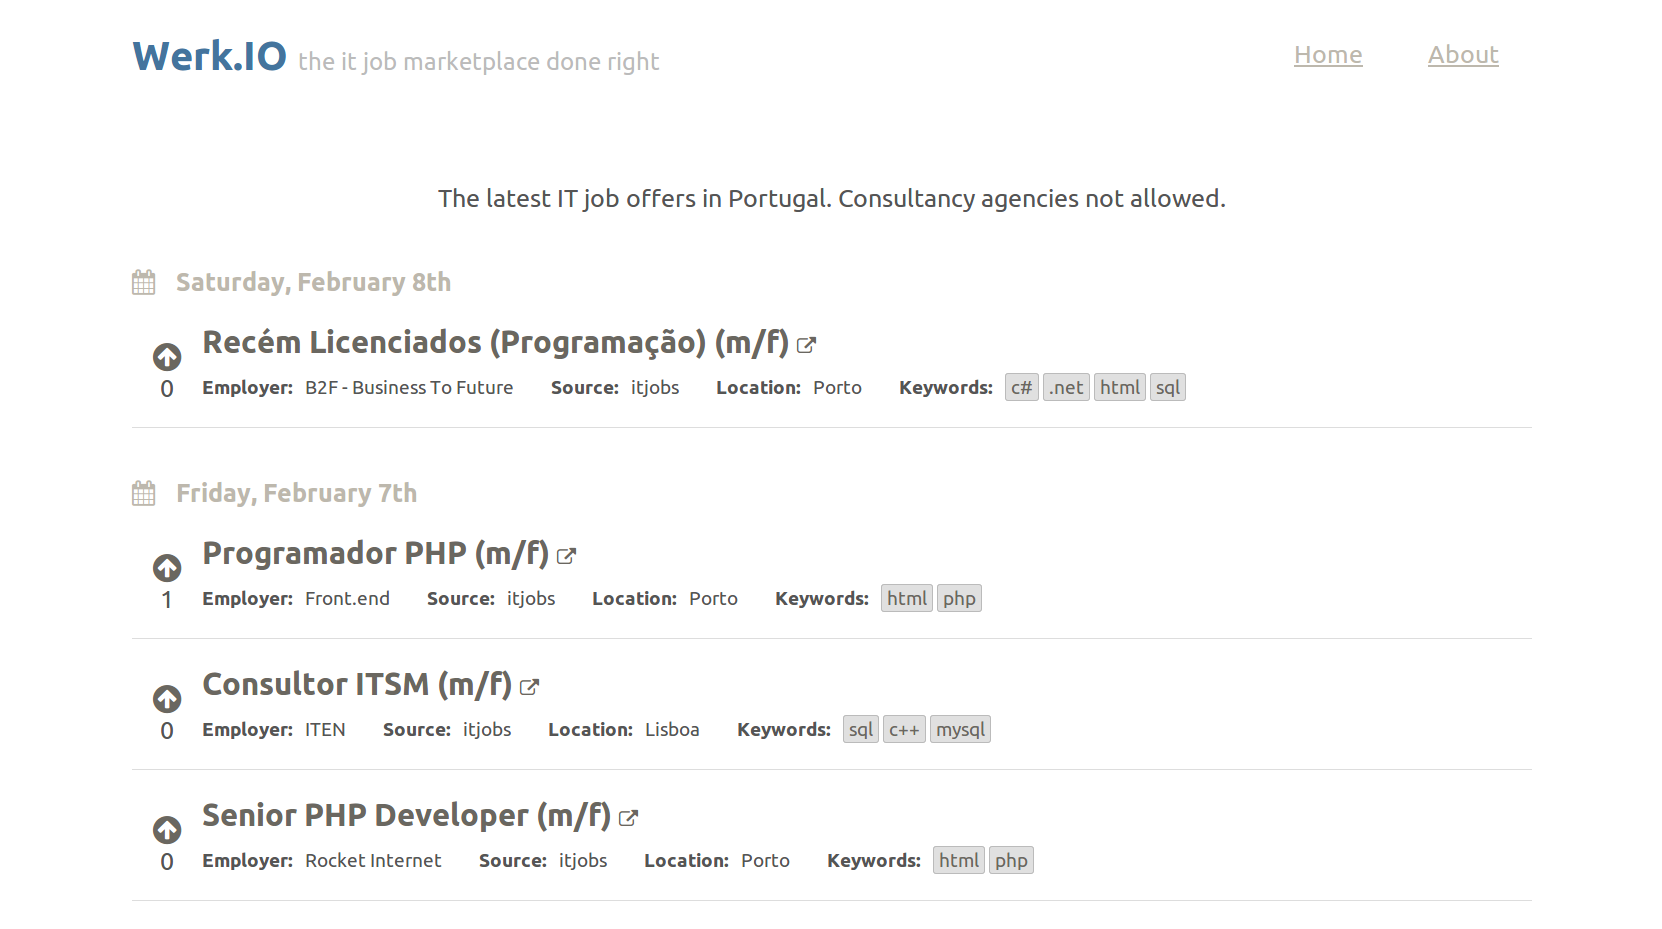 Werk.IO the it job marketplace done right Home About
The latest IT job offers in Portugal. Consultancy agencies not allowed.
Saturday, February 8th
Recém Licenciados (Programação) (m/f)
0 Employer: B2F - Business To Future Source: itjobs Location: Porto Keywords: c# .net html sql
Friday, February 7th
Programador PHP (m/f)
1 Employer: Front.end Source: itjobs Location: Porto Keywords: html php
Consultor ITSM (m/f)
0 Employer: ITEN Source: itjobs Location: Lisboa Keywords: sql c++ mysql
Senior PHP Developer (m/f)
0 Employer: Rocket Internet Source: itjobs Location: Porto Keywords: html php